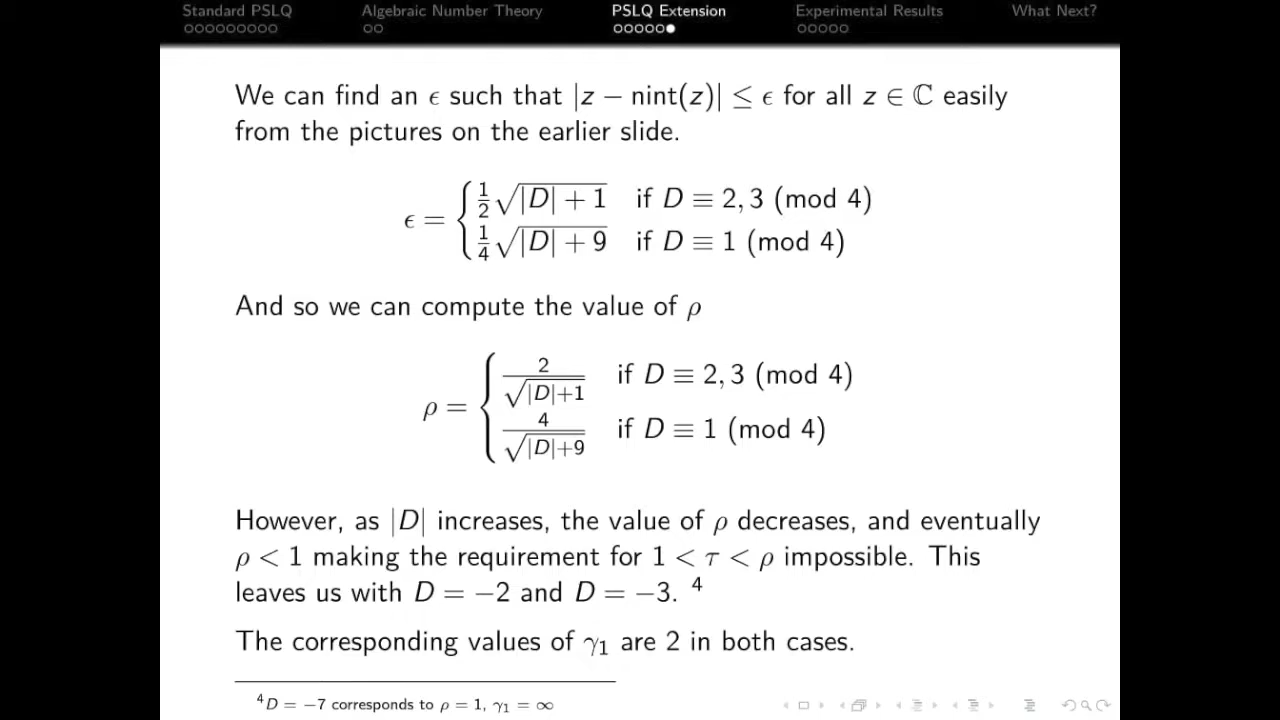 Standard PSLQ Algebraic Number Theory PSLQ Extension Experimental Results What Next?
We can find an ϵ such that |z − nint(z)| ≤ ϵ for all z ∈ ℂ easily
from the pictures on the earlier slide.
ϵ = { 1/2 √|D| + 1 if D ≡ 2, 3 (mod 4)
1/4 √|D| + 9 if D ≡ 1 (mod 4)
And so we can compute the value of ρ
ρ = { 2/√|D|+1 if D ≡ 2, 3 (mod 4)
4/√|D|+9 if D ≡ 1 (mod 4)
However, as |D| increases, the value of ρ decreases, and eventually
ρ < 1 making the requirement for 1 < τ < ρ impossible. This
leaves us with D = −2 and D = −3. ⁴
The corresponding values of γ₁ are 2 in both cases.
⁴D = −7 corresponds to ρ = 1, γ₁ = ∞